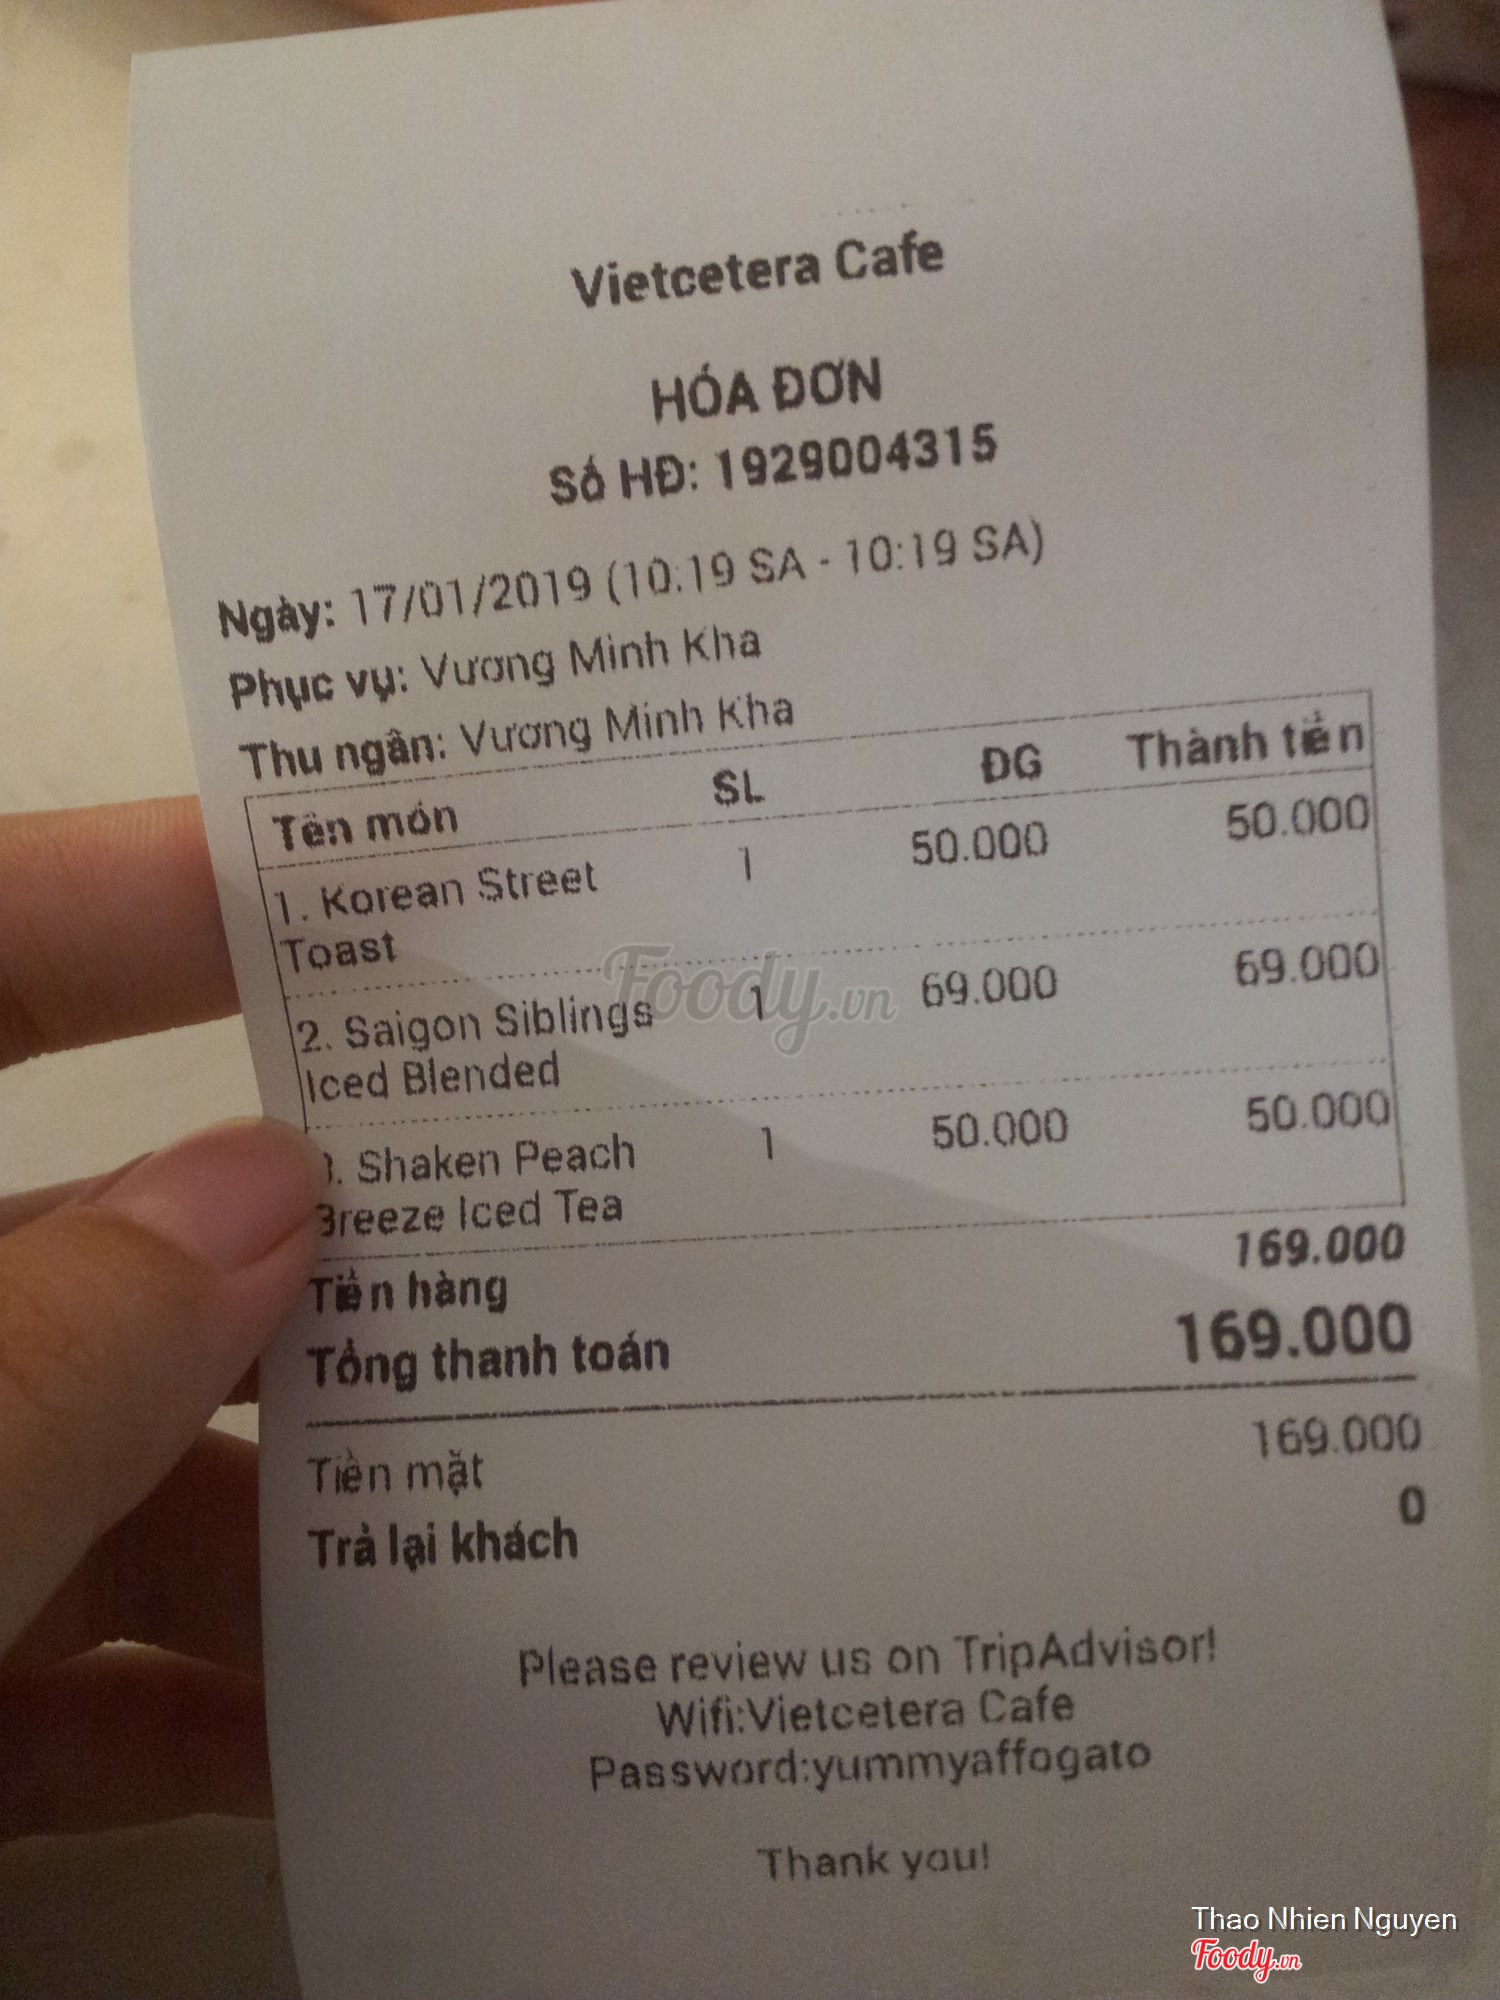 Vietcetera Cafe
HÓA ĐƠN
Số HĐ: 1929004315
Ngày: 17/01/2019 (10:19 SA - 10:19 SA)
Phục vụ: Vương Minh Kha
Thu ngân: Vương Minh Kha
Tên món SL ĐG Thành tiền
1. Korean Street 1 50.000 50.000
Toast
2. Saigon Siblings 1 69.000 69.000
Iced Blended
. Shaken Peach 1 50.000 50.000
Breeze Iced Tea
Tiền hàng 169.000
Tổng thanh toán 169.000
Tiền mặt 169.000
Trả lại khách 0
Please review us on TripAdvisor!
Wifi:Vietcetera Cafe
Password:yummyaffogato
Thank you!
Foody.vn
Thao Nhien Nguyen
Foody.vn